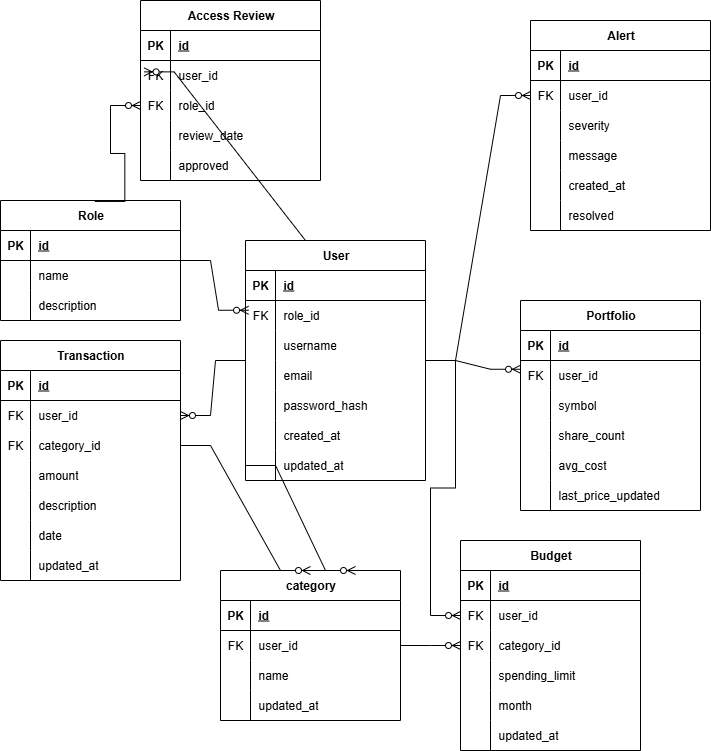 Access Review
PK id
FK user_id
FK role_id
review_date
approved
Alert
PK id
FK user_id
severity
message
created_at
resolved
Role
PK id
name
description
User
PK id
FK role_id
username
email
password_hash
created_at
updated_at
Portfolio
PK id
FK user_id
symbol
share_count
avg_cost
last_price_updated
Transaction
PK id
FK user_id
FK category_id
amount
description
date
updated_at
category
PK id
FK user_id
name
updated_at
Budget
PK id
FK user_id
FK category_id
spending_limit
month
updated_at